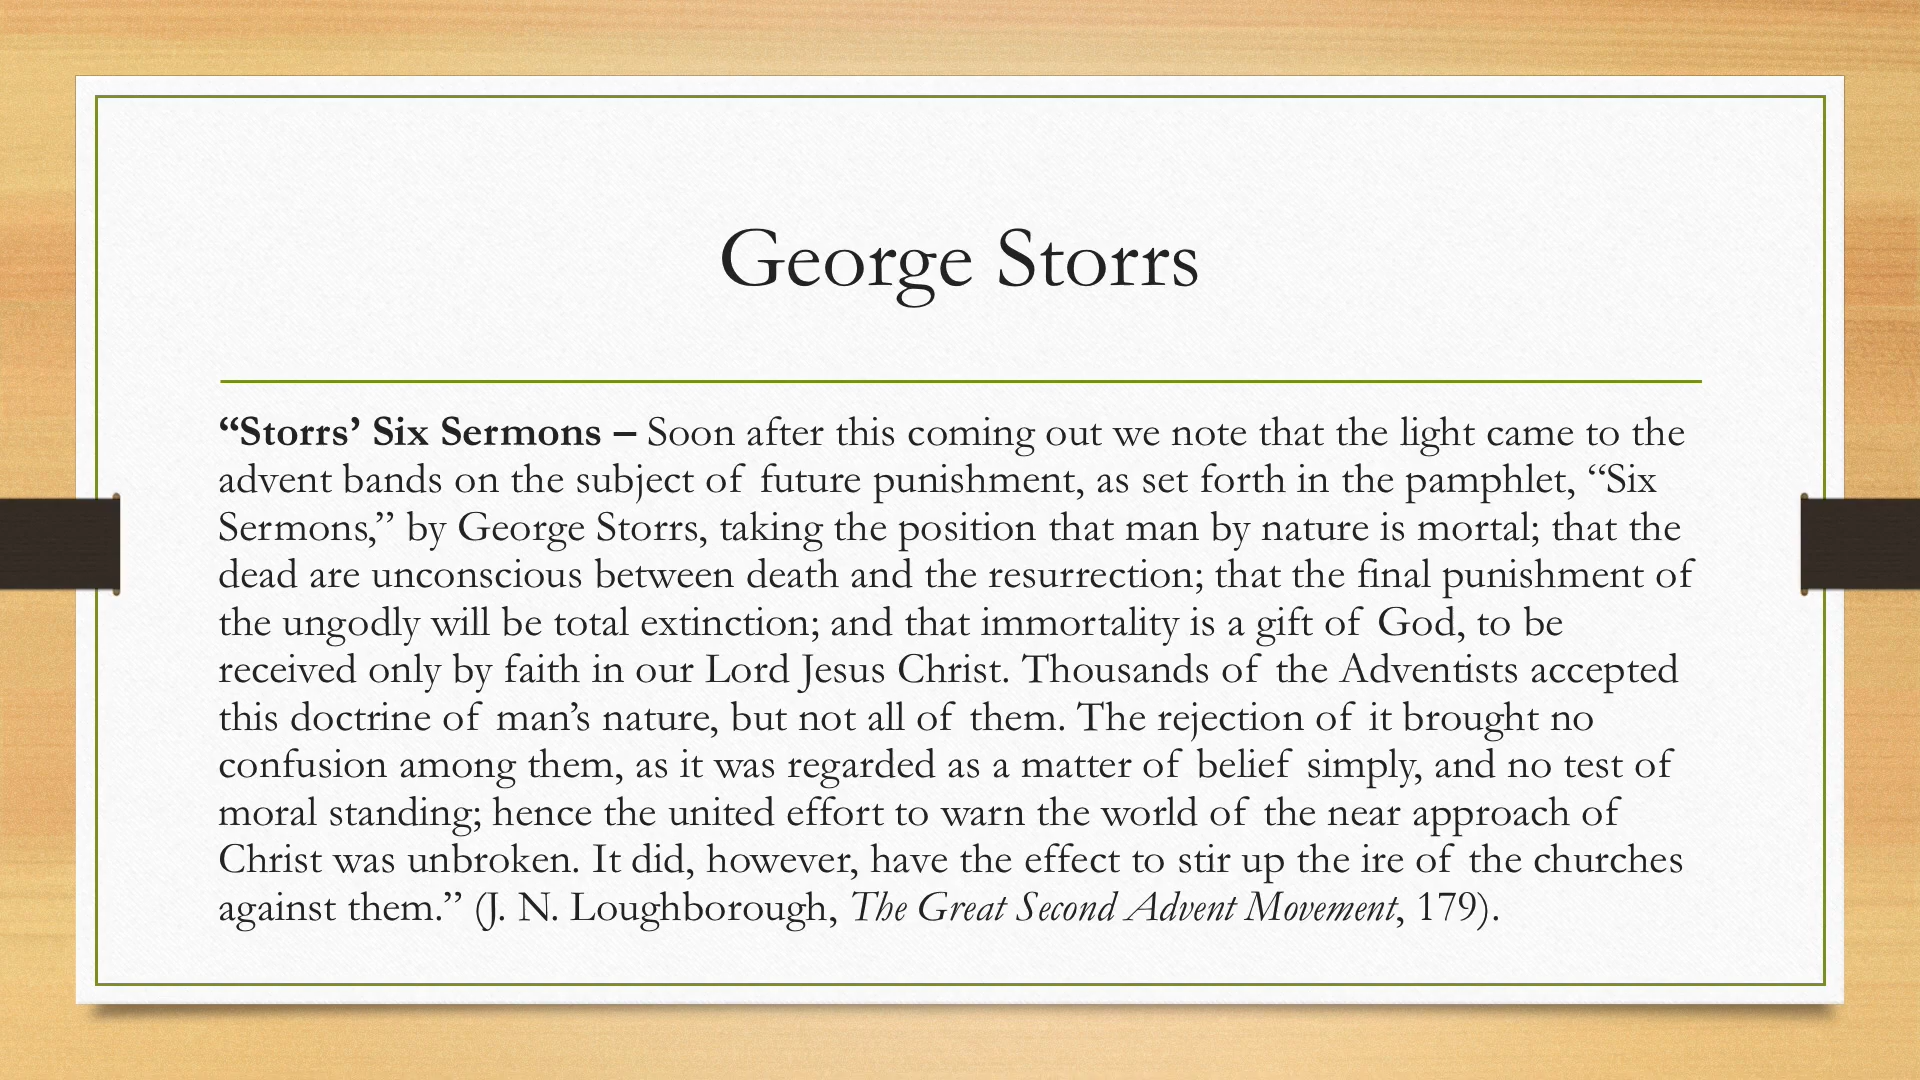 George Storrs
“Storrs’ Six Sermons – Soon after this coming out we note that the light came to the
advent bands on the subject of future punishment, as set forth in the pamphlet, “Six
Sermons,” by George Storrs, taking the position that man by nature is mortal; that the
dead are unconscious between death and the resurrection; that the final punishment of
the ungodly will be total extinction; and that immortality is a gift of God, to be
received only by faith in our Lord Jesus Christ. Thousands of the Adventists accepted
this doctrine of man’s nature, but not all of them. The rejection of it brought no
confusion among them, as it was regarded as a matter of belief simply, and no test of
moral standing; hence the united effort to warn the world of the near approach of
Christ was unbroken. It did, however, have the effect to stir up the ire of the churches
against them.” (J. N. Loughborough, The Great Second Advent Movement, 179).